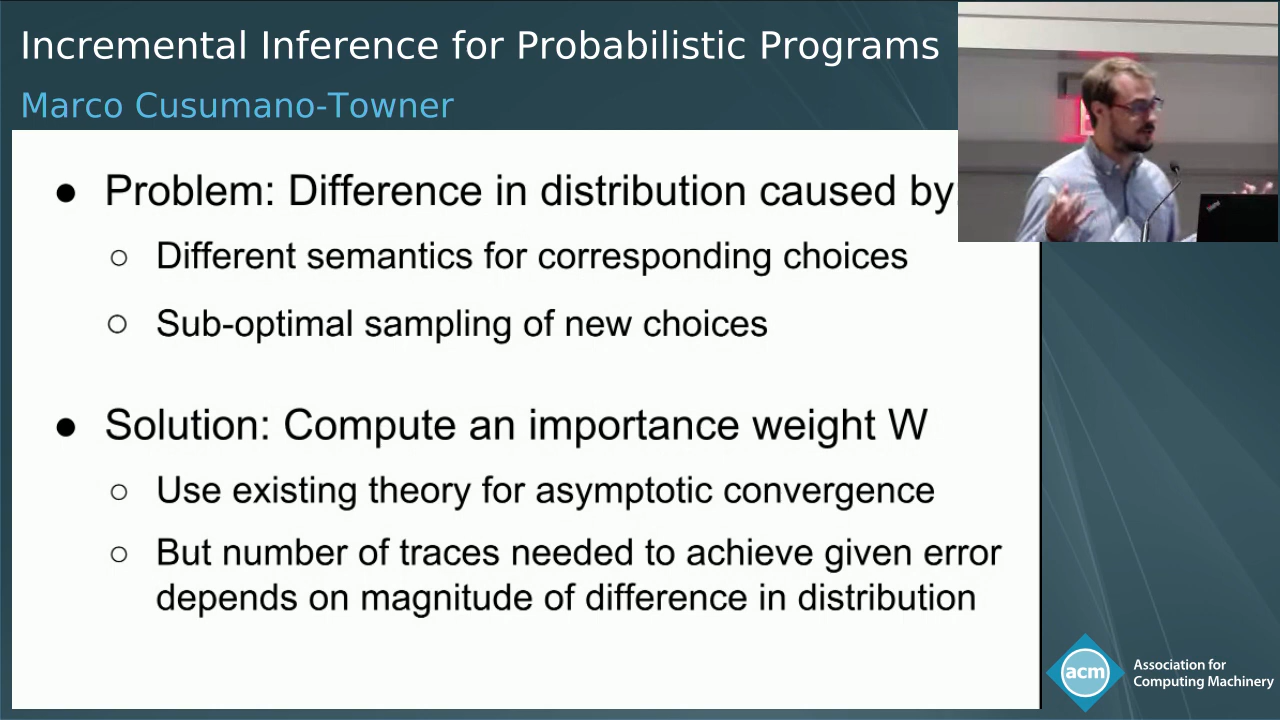 Incremental Inference for Probabilistic Programs
Marco Cusumano-Towner
● Problem: Difference in distribution caused by
○ Different semantics for corresponding choices
○ Sub-optimal sampling of new choices
● Solution: Compute an importance weight W
○ Use existing theory for asymptotic convergence
○ But number of traces needed to achieve given error
depends on magnitude of difference in distribution
acm
Association for
Computing Machinery